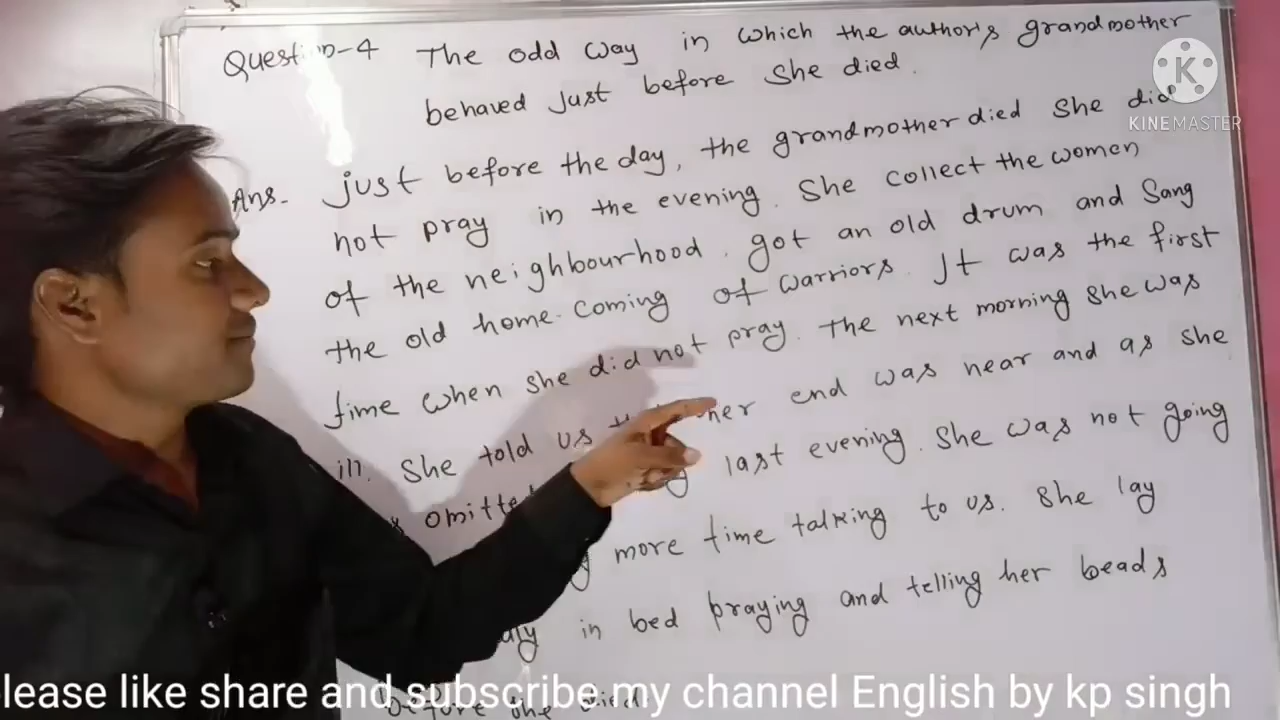 Question-4 The odd way in which the author's grandmother
behaved just before she died.
Ans- just before the day, the grandmother died she did
not pray in the evening. She collect the women
of the neighbourhood. got an old drum and sang
the old home-coming of warriors. It was the first
time when she did not pray. The next morning she was
ill. She told us her end was near and as she
last evening. She was not going
more time talking to us. She lay
in bed praying and telling her beads
before she died.
K
KINEMASTER
lease like share and subscribe my channel English by kp singh